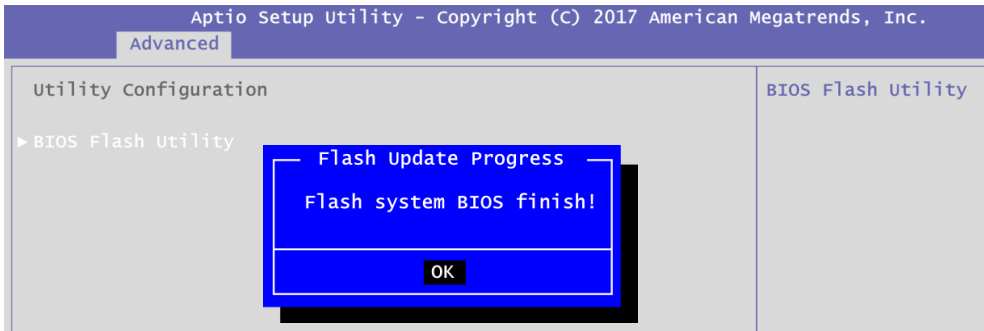 Aptio Setup Utility - Copyright (C) 2017 American Megatrends, Inc.
Advanced
Utility Configuration
BIOS Flash Utility
►BIOS Flash Utility
Flash Update Progress
Flash system BIOS finish!
OK